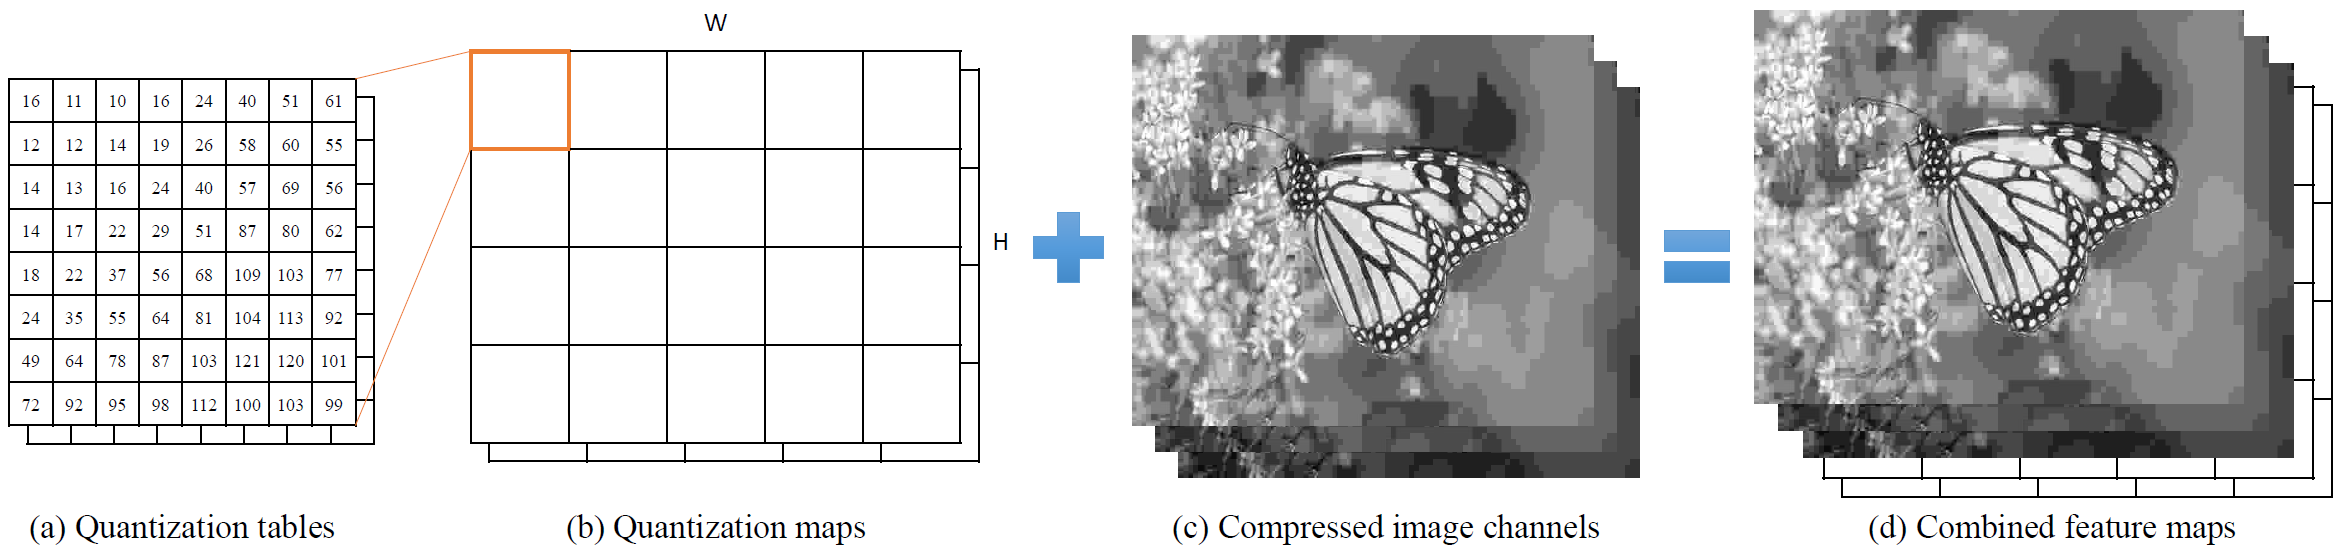 W
16 11 10 16 24 40 51 61
12 12 14 19 26 58 60 55
14 13 16 24 40 57 69 56
14 17 22 29 51 87 80 62
18 22 37 56 68 109 103 77
24 35 55 64 81 104 113 92
49 64 78 87 103 121 120 101
72 92 95 98 112 100 103 99
H
(a) Quantization tables
(b) Quantization maps
(c) Compressed image channels
(d) Combined feature maps